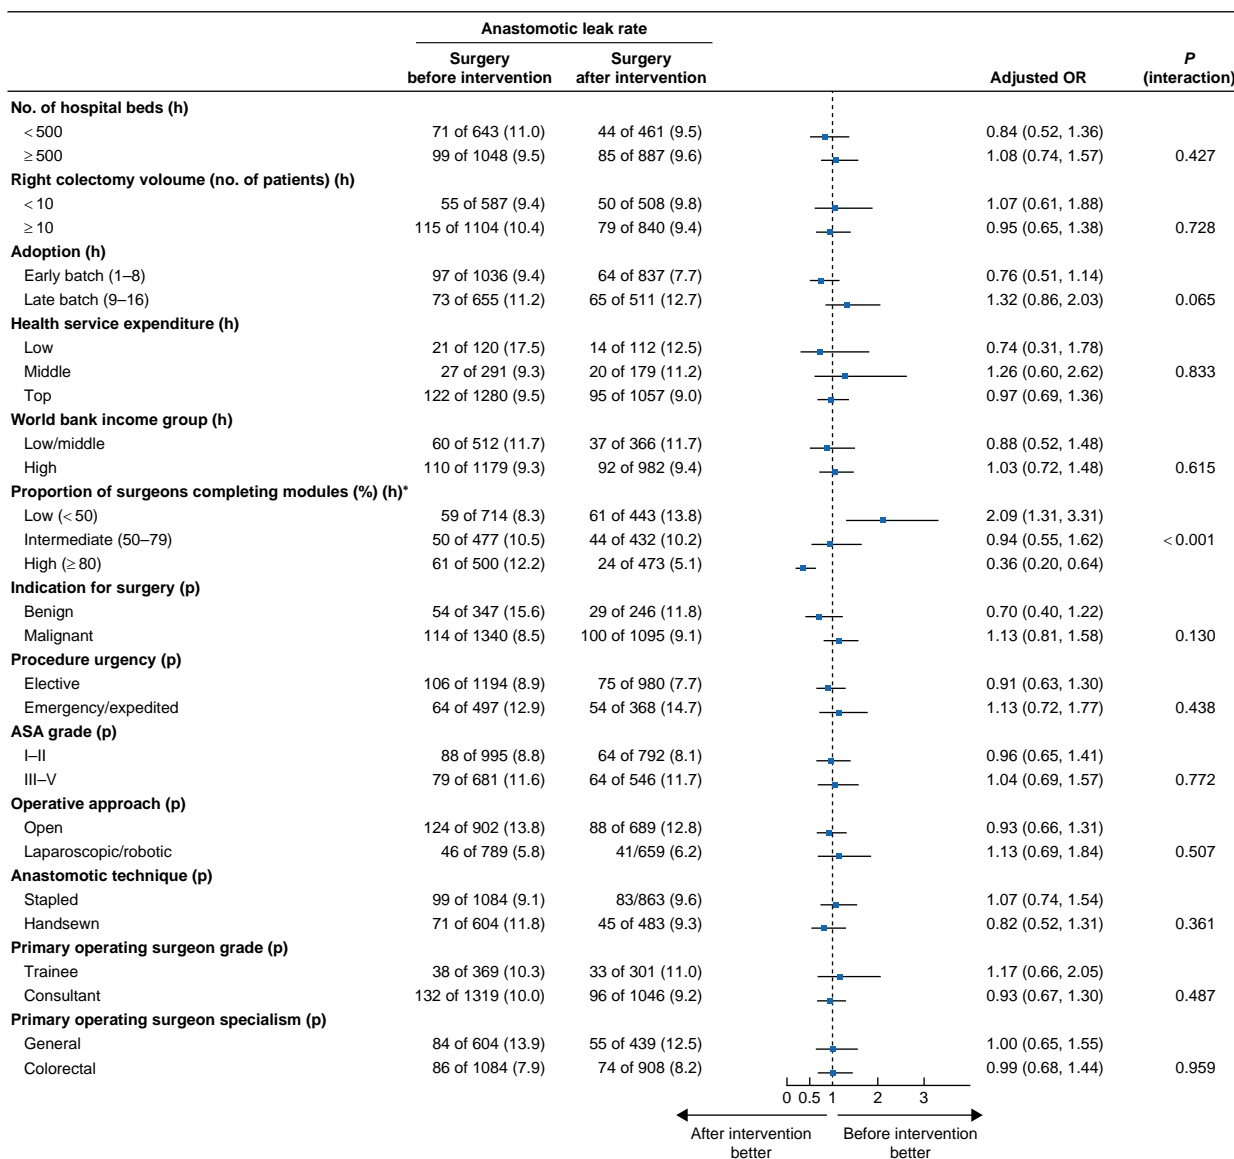 Anastomotic leak rate
Surgery before intervention Surgery after intervention Adjusted OR P (interaction)
No. of hospital beds (h)
< 500 71 of 643 (11.0) 44 of 461 (9.5) 0.84 (0.52, 1.36)
≥ 500 99 of 1048 (9.5) 85 of 887 (9.6) 1.08 (0.74, 1.57) 0.427
Right colectomy voloume (no. of patients) (h)
< 10 55 of 587 (9.4) 50 of 508 (9.8) 1.07 (0.61, 1.88)
≥ 10 115 of 1104 (10.4) 79 of 840 (9.4) 0.95 (0.65, 1.38) 0.728
Adoption (h)
Early batch (1–8) 97 of 1036 (9.4) 64 of 837 (7.7) 0.76 (0.51, 1.14)
Late batch (9–16) 73 of 655 (11.2) 65 of 511 (12.7) 1.32 (0.86, 2.03) 0.065
Health service expenditure (h)
Low 21 of 120 (17.5) 14 of 112 (12.5) 0.74 (0.31, 1.78)
Middle 27 of 291 (9.3) 20 of 179 (11.2) 1.26 (0.60, 2.62) 0.833
Top 122 of 1280 (9.5) 95 of 1057 (9.0) 0.97 (0.69, 1.36)
World bank income group (h)
Low/middle 60 of 512 (11.7) 37 of 366 (11.7) 0.88 (0.52, 1.48)
High 110 of 1179 (9.3) 92 of 982 (9.4) 1.03 (0.72, 1.48) 0.615
Proportion of surgeons completing modules (%) (h)*
Low (< 50) 59 of 714 (8.3) 61 of 443 (13.8) 2.09 (1.31, 3.31)
Intermediate (50–79) 50 of 477 (10.5) 44 of 432 (10.2) 0.94 (0.55, 1.62) < 0.001
High (≥ 80) 61 of 500 (12.2) 24 of 473 (5.1) 0.36 (0.20, 0.64)
Indication for surgery (p)
Benign 54 of 347 (15.6) 29 of 246 (11.8) 0.70 (0.40, 1.22)
Malignant 114 of 1340 (8.5) 100 of 1095 (9.1) 1.13 (0.81, 1.58) 0.130
Procedure urgency (p)
Elective 106 of 1194 (8.9) 75 of 980 (7.7) 0.91 (0.63, 1.30)
Emergency/expedited 64 of 497 (12.9) 54 of 368 (14.7) 1.13 (0.72, 1.77) 0.438
ASA grade (p)
I–II 88 of 995 (8.8) 64 of 792 (8.1) 0.96 (0.65, 1.41)
III–V 79 of 681 (11.6) 64 of 546 (11.7) 1.04 (0.69, 1.57) 0.772
Operative approach (p)
Open 124 of 902 (13.8) 88 of 689 (12.8) 0.93 (0.66, 1.31)
Laparoscopic/robotic 46 of 789 (5.8) 41/659 (6.2) 1.13 (0.69, 1.84) 0.507
Anastomotic technique (p)
Stapled 99 of 1084 (9.1) 83/863 (9.6) 1.07 (0.74, 1.54)
Handsewn 71 of 604 (11.8) 45 of 483 (9.3) 0.82 (0.52, 1.31) 0.361
Primary operating surgeon grade (p)
Trainee 38 of 369 (10.3) 33 of 301 (11.0) 1.17 (0.66, 2.05)
Consultant 132 of 1319 (10.0) 96 of 1046 (9.2) 0.93 (0.67, 1.30) 0.487
Primary operating surgeon specialism (p)
General 84 of 604 (13.9) 55 of 439 (12.5) 1.00 (0.65, 1.55)
Colorectal 86 of 1084 (7.9) 74 of 908 (8.2) 0.99 (0.68, 1.44) 0.959
0 0.5 1 2 3
After intervention better Before intervention better